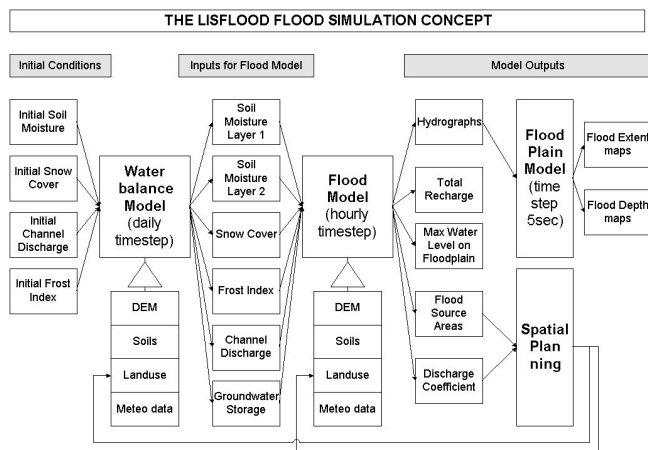 THE LISFLOOD FLOOD SIMULATION CONCEPT
Initial Conditions
Inputs for Flood Model
Model Outputs
Initial Soil
Moisture
Initial Snow
Cover
Initial
Channel
Discharge
Initial Frost
Index
Water
balance
Model
(daily
timestep)
DEM
Soils
Landuse
Meteo data
Soil
Moisture
Layer 1
Soil
Moisture
Layer 2
Snow Cover
Frost Index
Channel
Discharge
Groundwater
Storage
Flood
Model
(hourly
timestep)
DEM
Soils
Landuse
Meteo data
Hydrographs
Total
Recharge
Max Water
Level on
Floodplain
Flood
Source
Areas
Discharge
Coefficient
Flood
Plain
Model
(time
step
5sec)
Spatial
Plan
ning
Flood Extent
maps
Flood Depth
maps